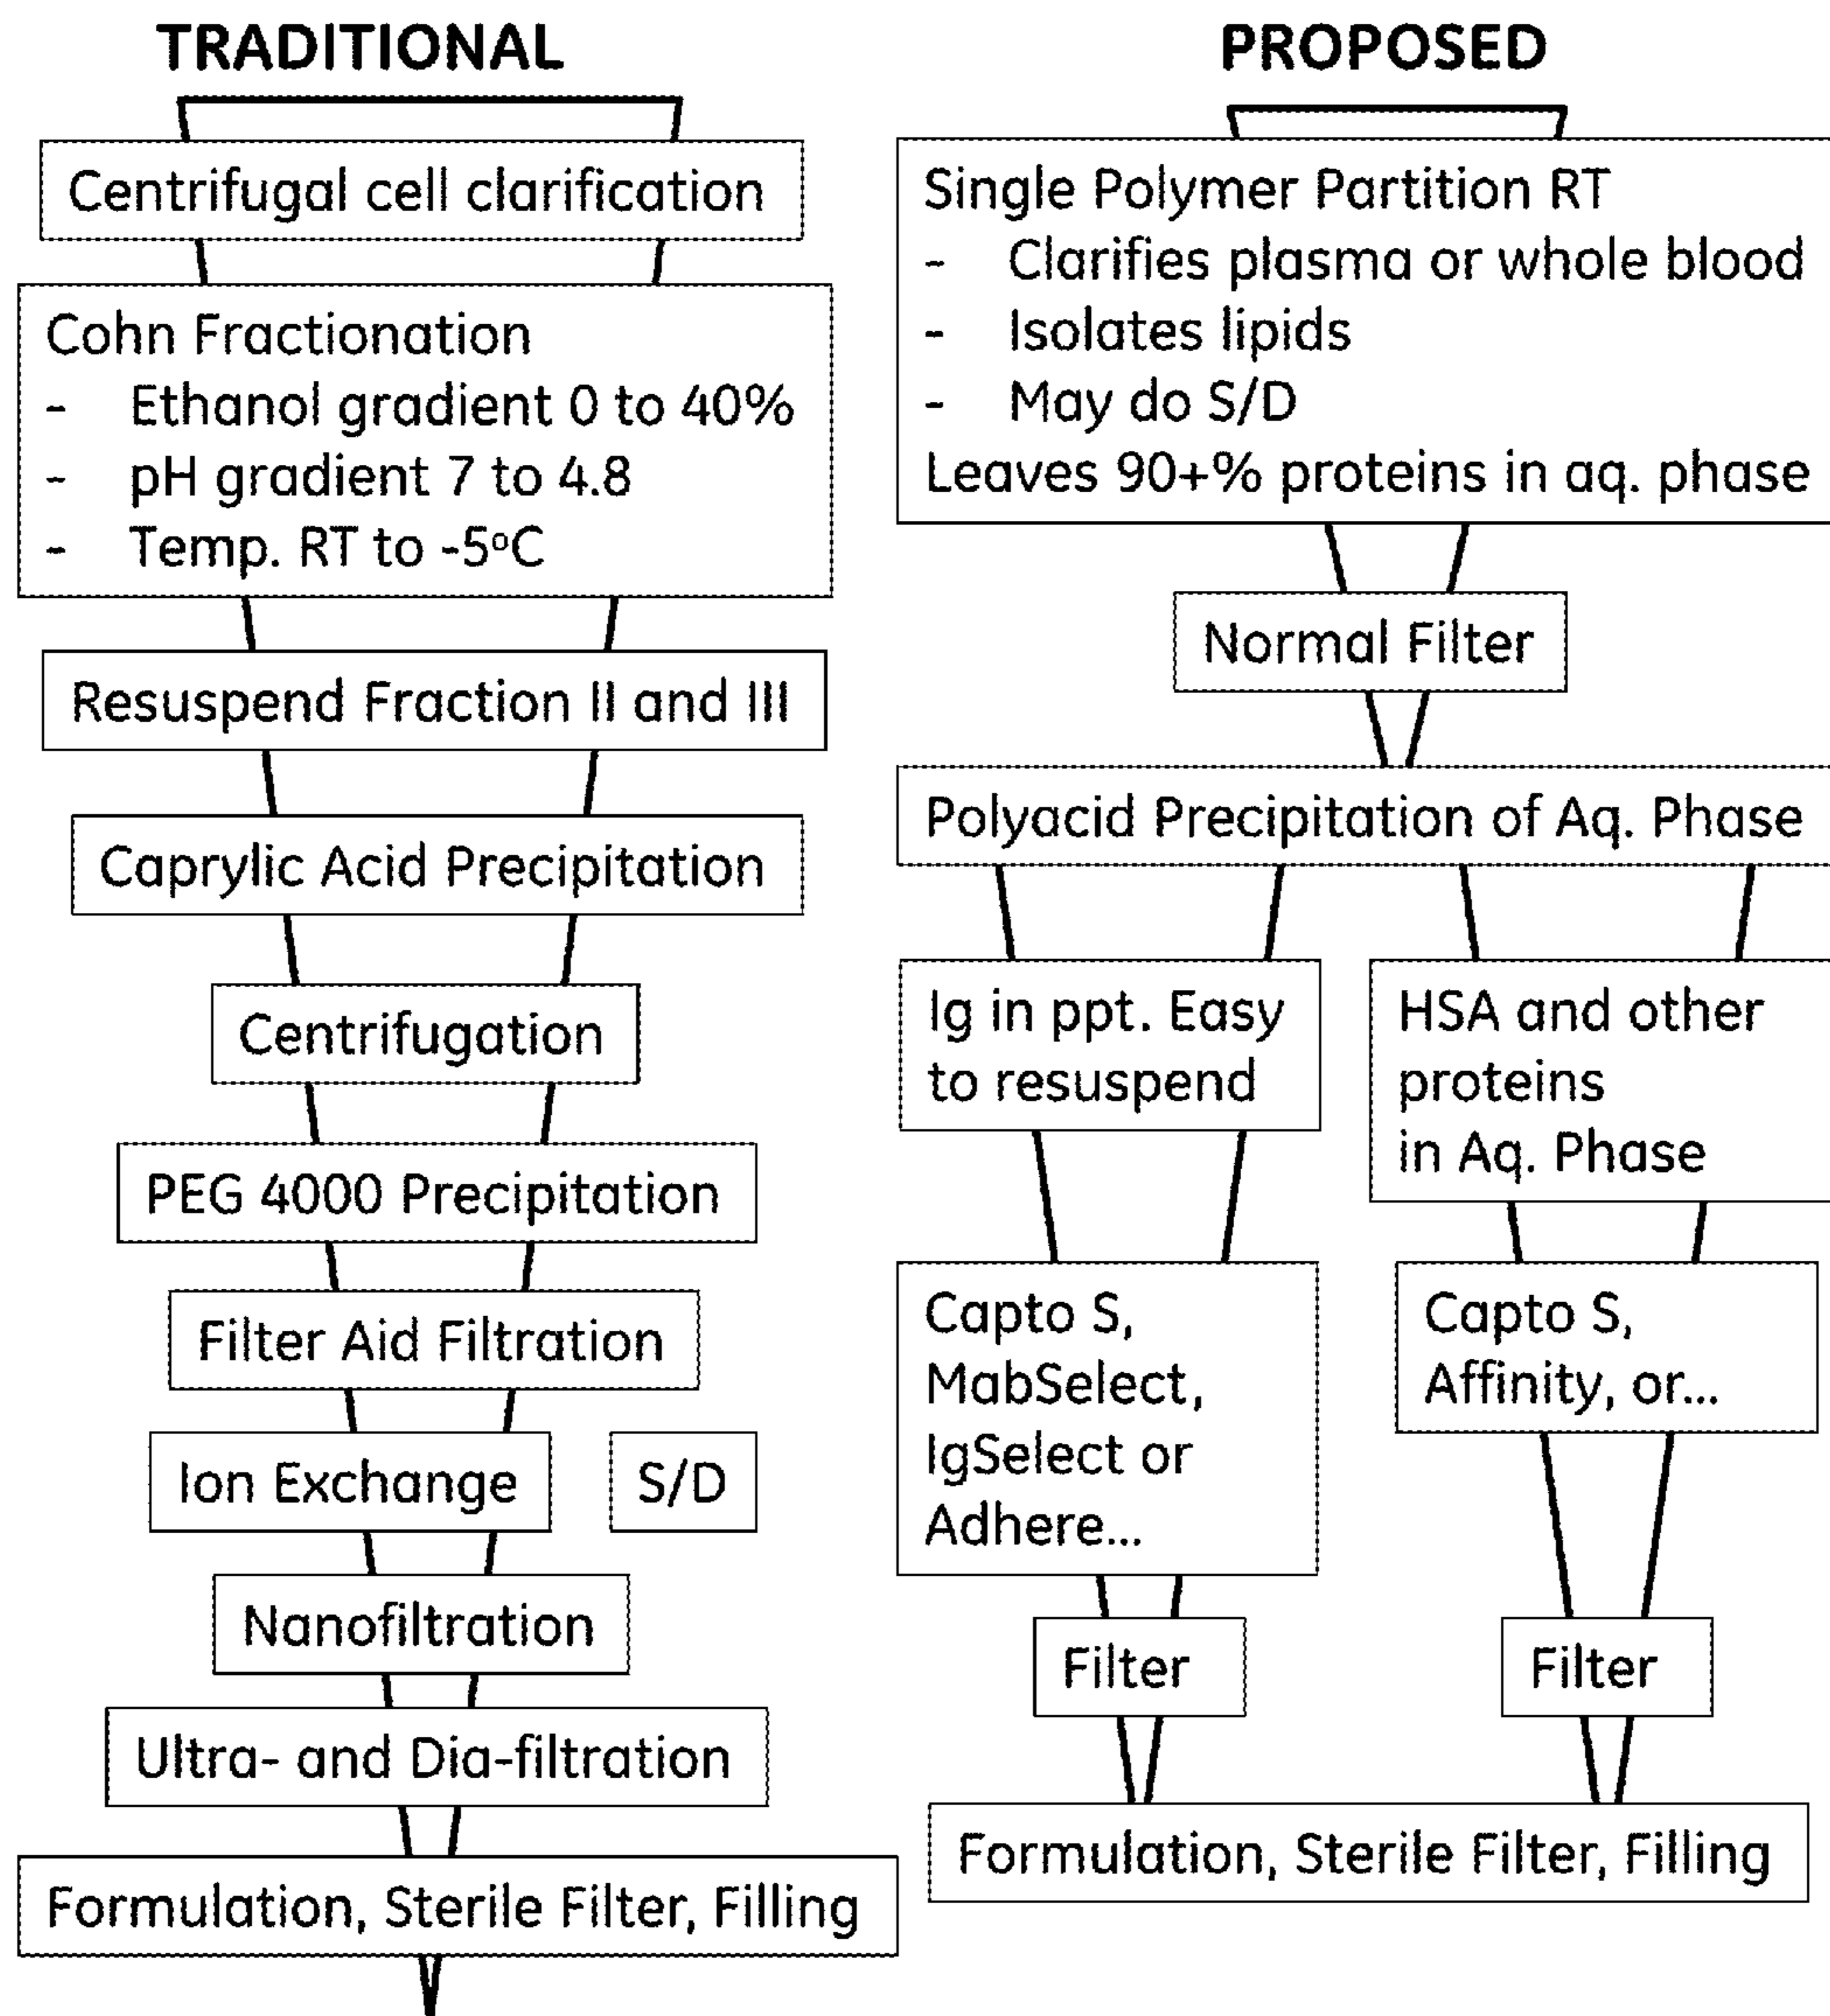 TRADITIONAL
Centrifugal cell clarification
Cohn Fractionation
- Ethanol gradient 0 to 40%
- pH gradient 7 to 4.8
- Temp. RT to -5ºC
Resuspend Fraction II and III
Caprylic Acid Precipitation
Centrifugation
PEG 4000 Precipitation
Filter Aid Filtration
Ion Exchange
S/D
Nanofiltration
Ultra- and Dia-filtration
Formulation, Sterile Filter, Filling
PROPOSED
Single Polymer Partition RT
- Clarifies plasma or whole blood
- Isolates lipids
- May do S/D
Leaves 90+% proteins in aq. phase
Normal Filter
Polyacid Precipitation of Aq. Phase
Ig in ppt. Easy
to resuspend
Capto S,
MabSelect,
IgSelect or
Adhere...
Filter
HSA and other
proteins
in Aq. Phase
Capto S,
Affinity, or...
Filter
Formulation, Sterile Filter, Filling